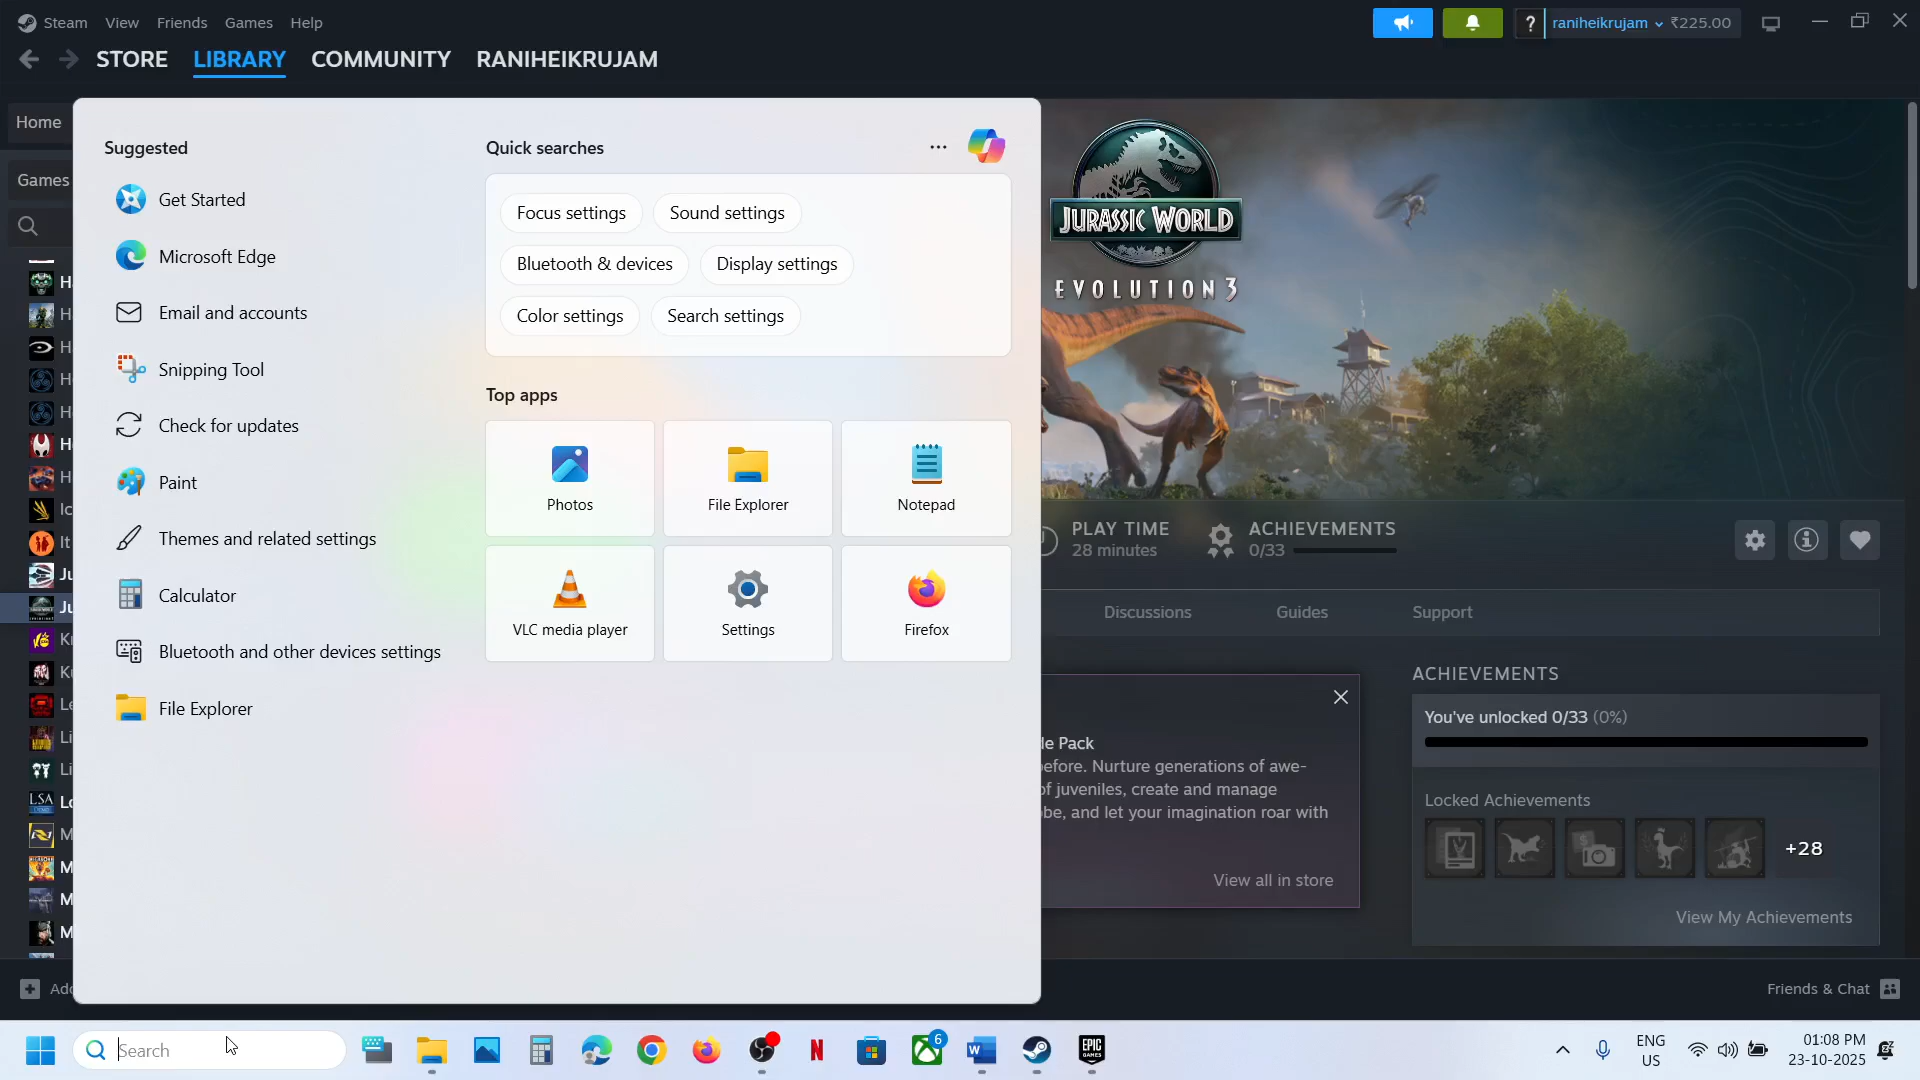 Steam View Friends Games Help
? raniheikrujam ₹225.00
STORE LIBRARY COMMUNITY RANIHEIKRUJAM
Home
Games
Suggested
Get Started
Microsoft Edge
Email and accounts
Snipping Tool
Check for updates
Paint
Themes and related settings
Calculator
Bluetooth and other devices settings
File Explorer
Quick searches
Focus settings Sound settings
Bluetooth & devices Display settings
Color settings Search settings
Top apps
Photos File Explorer Notepad
VLC media player Settings Firefox
JURASSIC WORLD
EVOLUTION 3
PLAY TIME
28 minutes
ACHIEVEMENTS
0/33
Discussions Guides Support
le Pack
efore. Nurture generations of awe-
of juveniles, create and manage
be, and let your imagination roar with
View all in store
ACHIEVEMENTS
You've unlocked 0/33 (0%)
Locked Achievements
+28
View My Achievements
LSA
Friends & Chat
Search
N
6
W
EPIC
GAMES
ENG
US
01:08 PM
23-10-2025